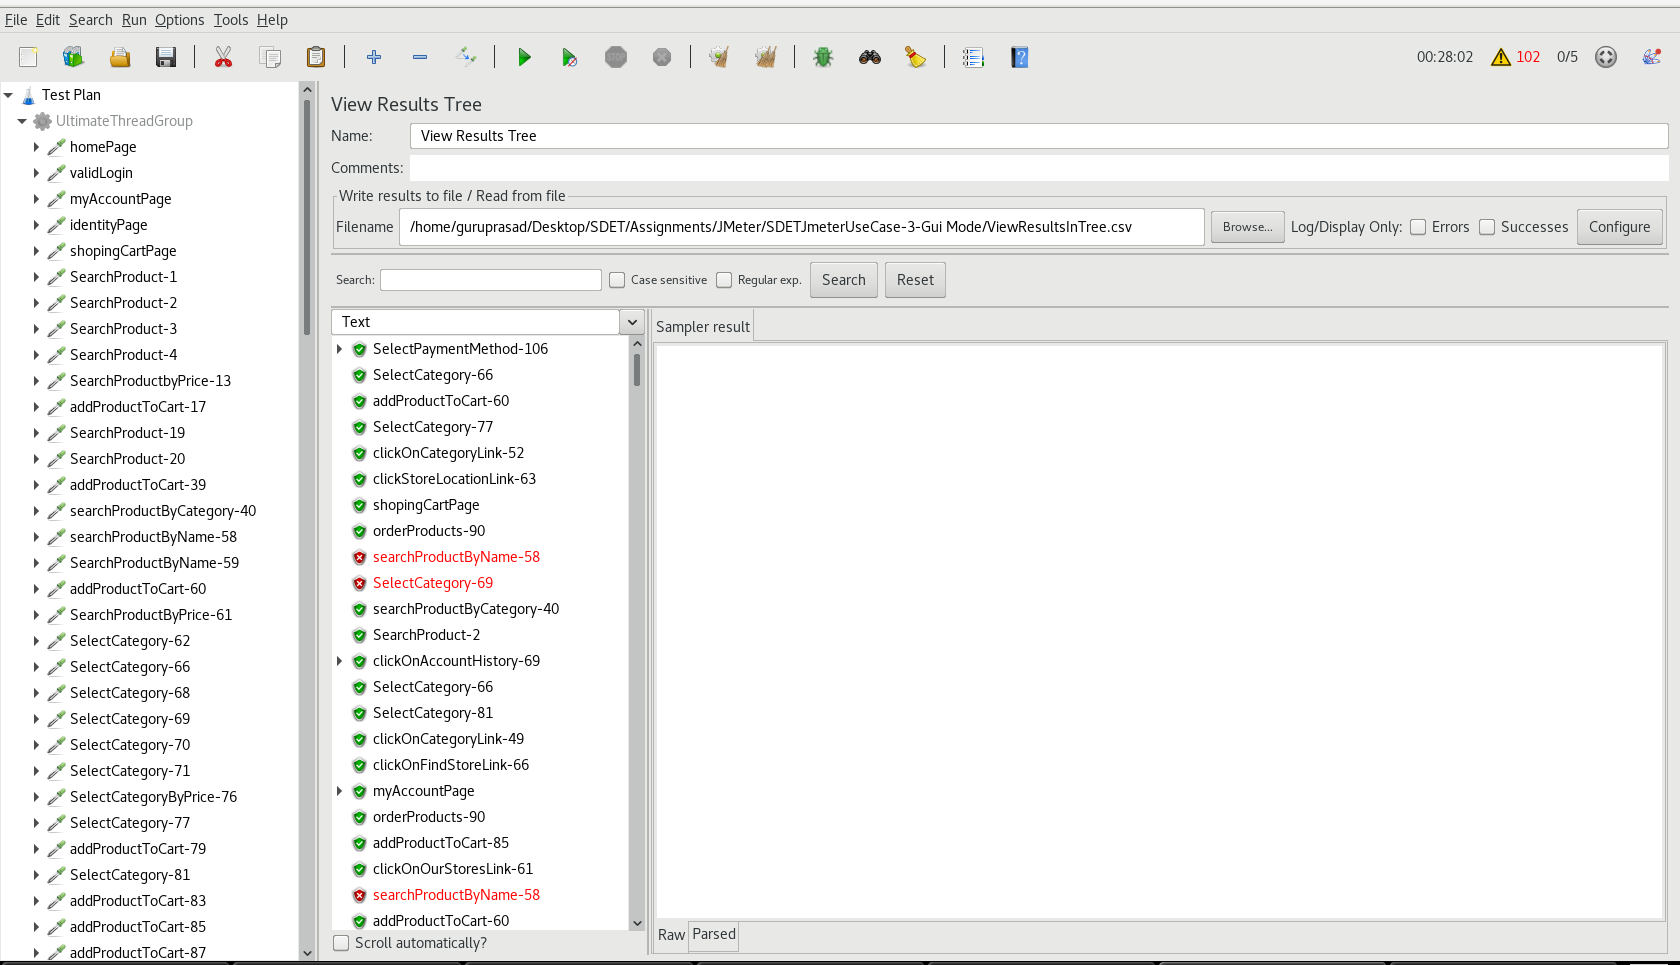 File Edit Search Run Options Tools Help
STOP
00:28:02 102 0/5
Test Plan
UltimateThreadGroup
homePage
validLogin
myAccountPage
identityPage
shopingCartPage
SearchProduct-1
SearchProduct-2
SearchProduct-3
SearchProduct-4
SearchProductbyPrice-13
addProductToCart-17
SearchProduct-19
SearchProduct-20
addProductToCart-39
searchProductByCategory-40
searchProductByName-58
SearchProductByName-59
addProductToCart-60
SearchProductByPrice-61
SelectCategory-62
SelectCategory-66
SelectCategory-68
SelectCategory-69
SelectCategory-70
SelectCategory-71
SelectCategoryByPrice-76
SelectCategory-77
addProductToCart-79
SelectCategory-81
addProductToCart-83
addProductToCart-85
addProductToCart-87
View Results Tree
Name: View Results Tree
Comments:
Write results to file / Read from file
Filename /home/guruprasad/Desktop/SDET/Assignments/JMeter/SDETJmeterUseCase-3-Gui Mode/ViewResultsInTree.csv Browse... Log/Display Only: Errors Successes Configure
Search: Case sensitive Regular exp. Search Reset
Text
SelectPaymentMethod-106
SelectCategory-66
addProductToCart-60
SelectCategory-77
clickOnCategoryLink-52
clickStoreLocationLink-63
shopingCartPage
orderProducts-90
searchProductByName-58
SelectCategory-69
searchProductByCategory-40
SearchProduct-2
clickOnAccountHistory-69
SelectCategory-66
SelectCategory-81
clickOnCategoryLink-49
clickOnFindStoreLink-66
myAccountPage
orderProducts-90
addProductToCart-85
clickOnOurStoresLink-61
searchProductByName-58
addProductToCart-60
Scroll automatically?
Sampler result
Raw Parsed